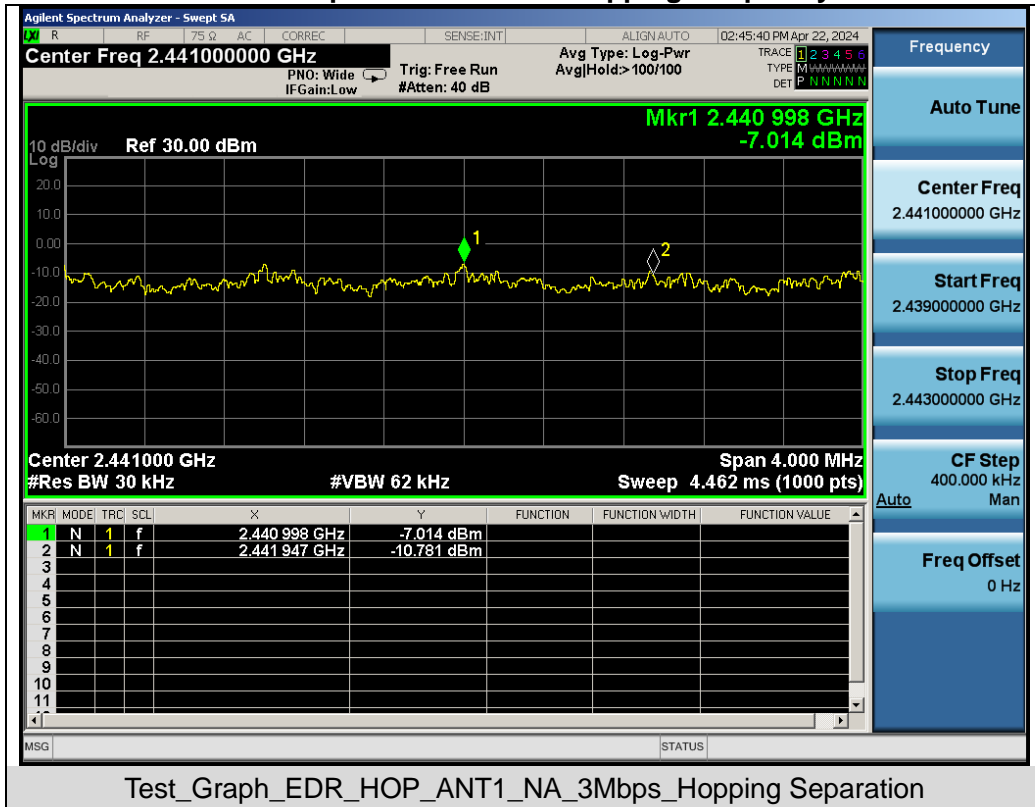 Agilent Spectrum Analyzer - Swept SA
LXI R RF 75 Ω AC CORREC SENSE:INT ALIGN AUTO 02:45:40 PM Apr 22, 2024
Center Freq 2.441000000 GHz
PNO: Wide
IFGain:Low
Trig: Free Run
#Atten: 40 dB
Avg Type: Log-Pwr
Avg|Hold:>100/100
TRACE 1 2 3 4 5 6
TYPE M W W W W W
DET P N N N N N
Mkr1 2.440 998 GHz
-7.014 dBm
10 dB/div Ref 30.00 dBm
Log
20.0
10.0
0.00
-10.0
-20.0
-30.0
-40.0
-50.0
-60.0
1
2
Center 2.441000 GHz Span 4.000 MHz
#Res BW 30 kHz #VBW 62 kHz Sweep 4.462 ms (1000 pts)
MKR MODE TRC SCL X Y FUNCTION FUNCTION WIDTH FUNCTION VALUE
1 N 1 f 2.440 998 GHz -7.014 dBm
2 N 1 f 2.441 947 GHz -10.781 dBm
3
4
5
6
7
8
9
10
11
MSG STATUS
Frequency
Auto Tune
Center Freq
2.441000000 GHz
Start Freq
2.439000000 GHz
Stop Freq
2.443000000 GHz
CF Step
400.000 kHz
Auto Man
Freq Offset
0 Hz
Test_Graph_EDR_HOP_ANT1_NA_3Mbps_Hopping Separation